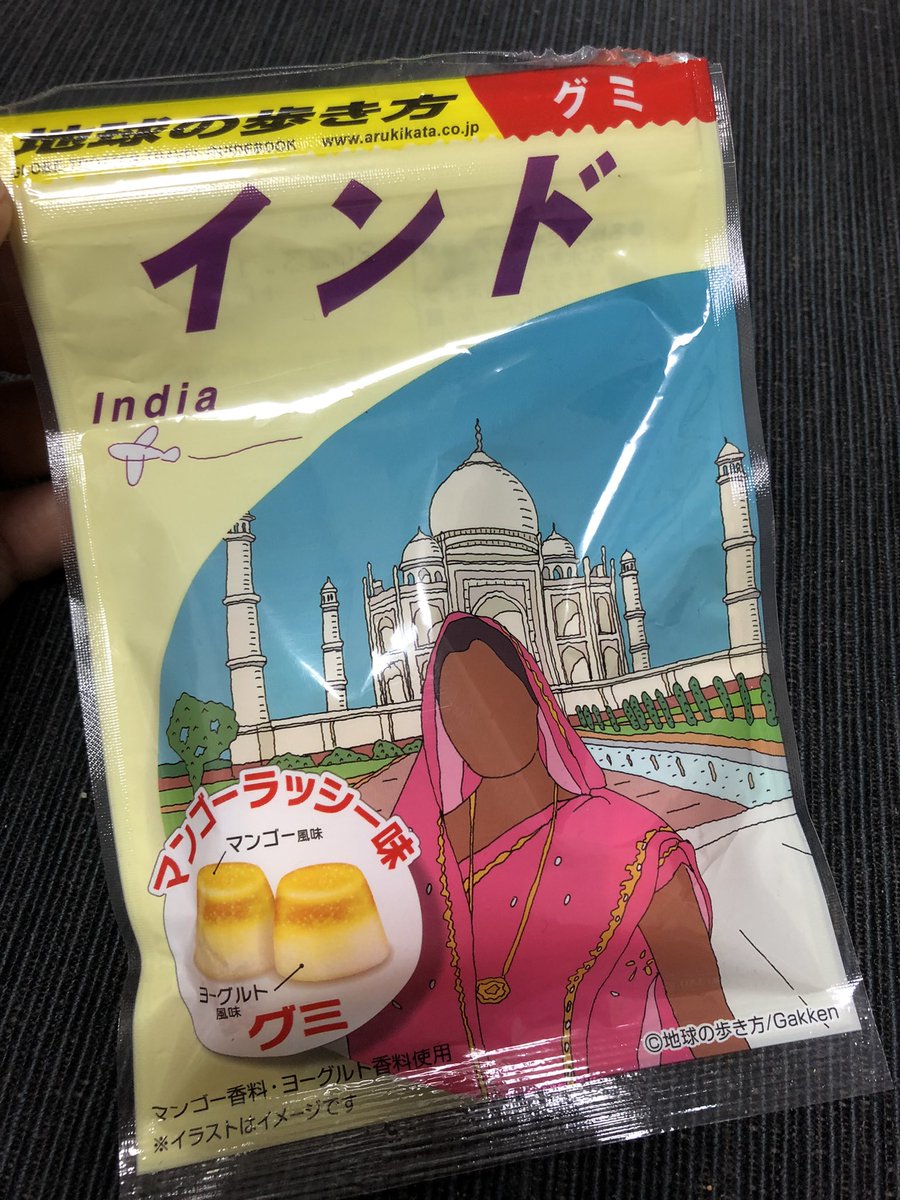 地球の歩き方
グミ
GUIDEBOOK www.arukikata.co.jp
インド
India
マンゴーラッシー味
マンゴー風味
ヨーグルト
風味
グミ
©地球の歩き方/Gakken
マンゴー香料・ヨーグルト香料使用
※イラストはイメージです